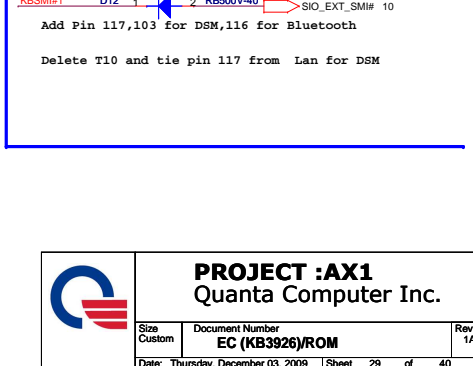 KBSMI#1 D12 1 2 RB500V-40 SIO_EXT_SMI# 10
Add Pin 117,103 for DSM,116 for Bluetooth
Delete T10 and tie pin 117 from Lan for DSM
PROJECT :AX1
Quanta Computer Inc.
Size Document Number Rev
Custom EC (KB3926)/ROM 1A
Date: Thursday, December 03, 2009 Sheet 29 of 40